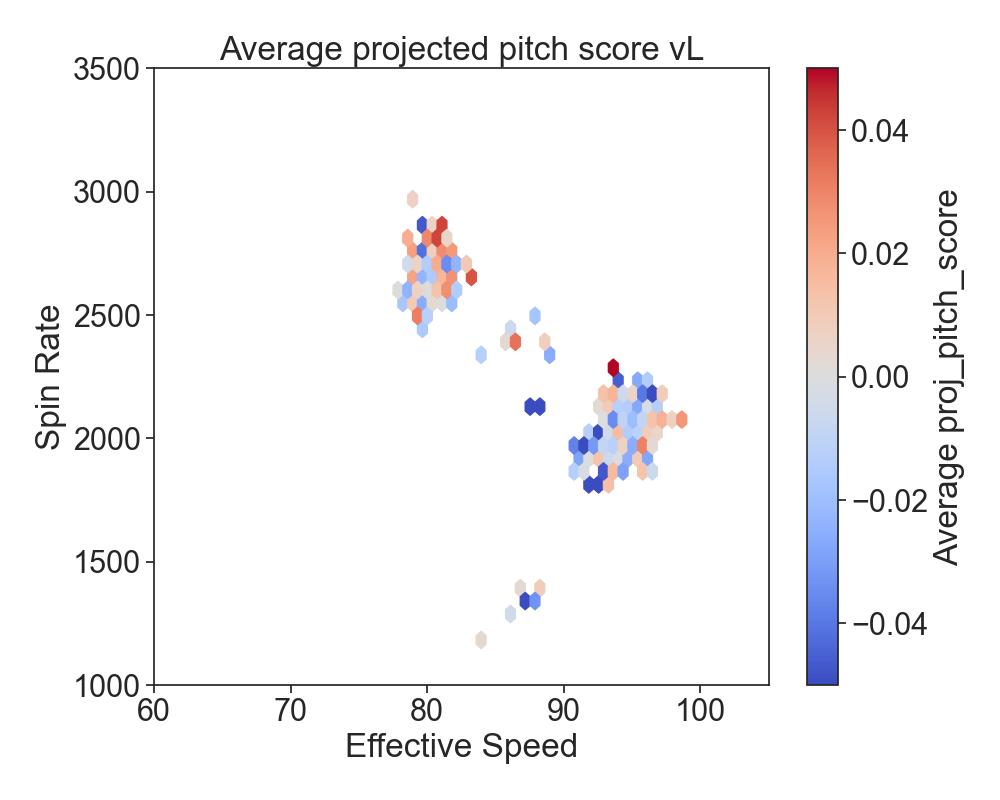 Average projected pitch score vL
3500
3000
2500
2000
1500
1000
Spin Rate
60 70 80 90 100
Effective Speed
0.04
0.02
0.00
−0.02
−0.04
Average proj_pitch_score